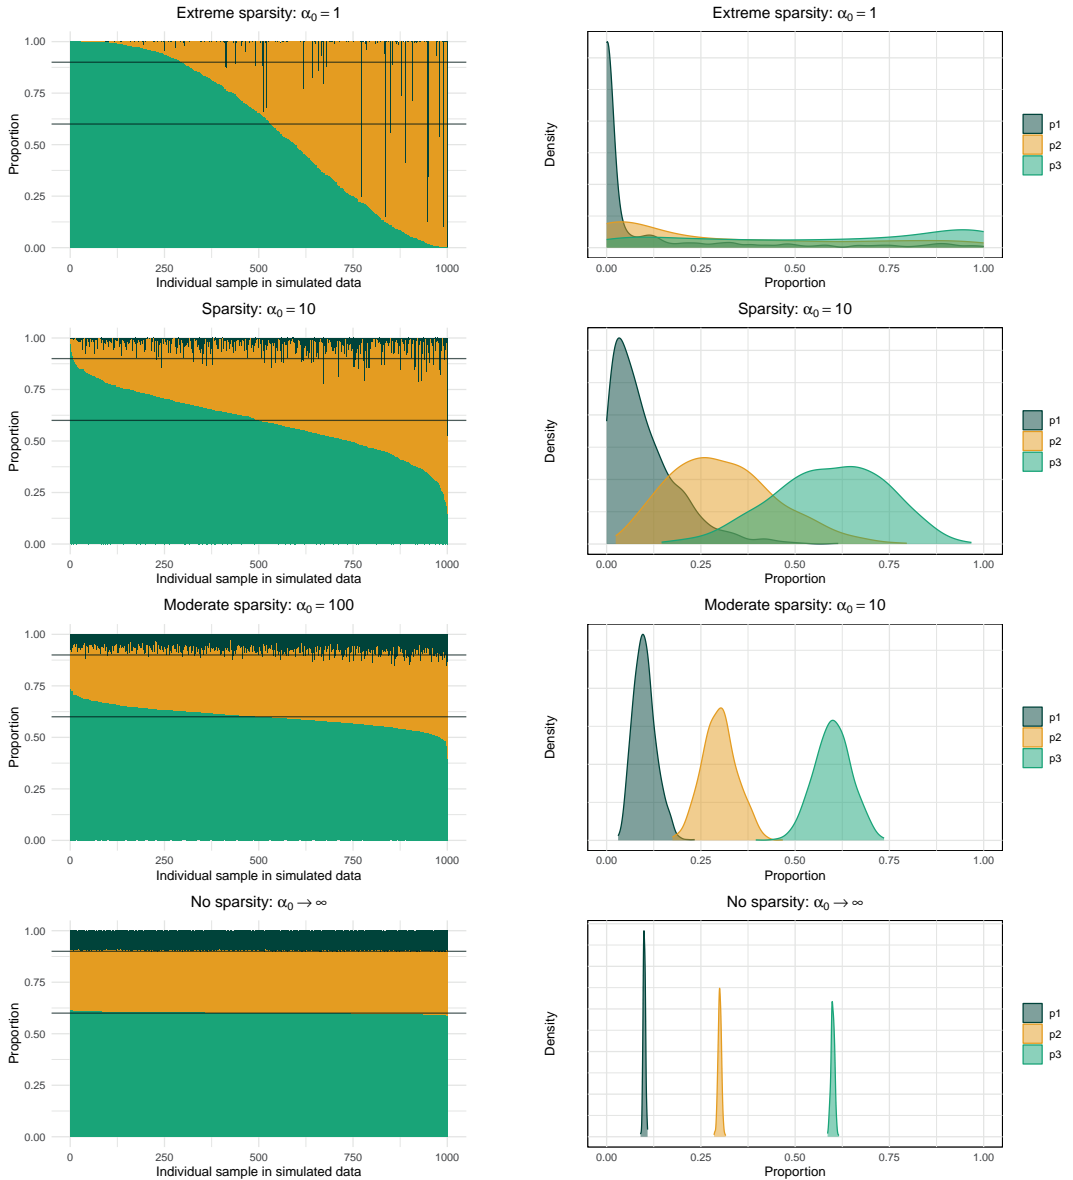 Extreme sparsity: α0 = 1
Proportion
1.00
0.75
0.50
0.25
0.00
0
250
500
750
1000
Individual sample in simulated data
Extreme sparsity: α0 = 1
Density
0.00
0.25
0.50
0.75
1.00
Proportion
p1
p2
p3
Sparsity: α0 = 10
Proportion
1.00
0.75
0.50
0.25
0.00
0
250
500
750
1000
Individual sample in simulated data
Sparsity: α0 = 10
Density
0.00
0.25
0.50
0.75
1.00
Proportion
p1
p2
p3
Moderate sparsity: α0 = 100
Proportion
1.00
0.75
0.50
0.25
0.00
0
250
500
750
1000
Individual sample in simulated data
Moderate sparsity: α0 = 10
Density
0.00
0.25
0.50
0.75
1.00
Proportion
p1
p2
p3
No sparsity: α0 → ∞
Proportion
1.00
0.75
0.50
0.25
0.00
0
250
500
750
1000
Individual sample in simulated data
No sparsity: α0 → ∞
Density
0.00
0.25
0.50
0.75
1.00
Proportion
p1
p2
p3